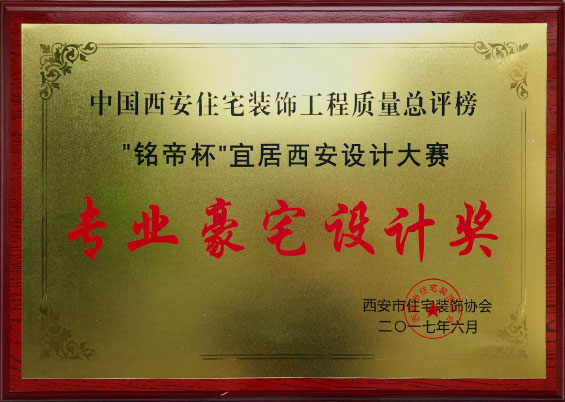 中国西安住宅装饰工程质量总评榜
"铭帝杯"宜居西安设计大赛
专业豪宅设计奖
西安市住宅装饰协会
二〇一七年六月